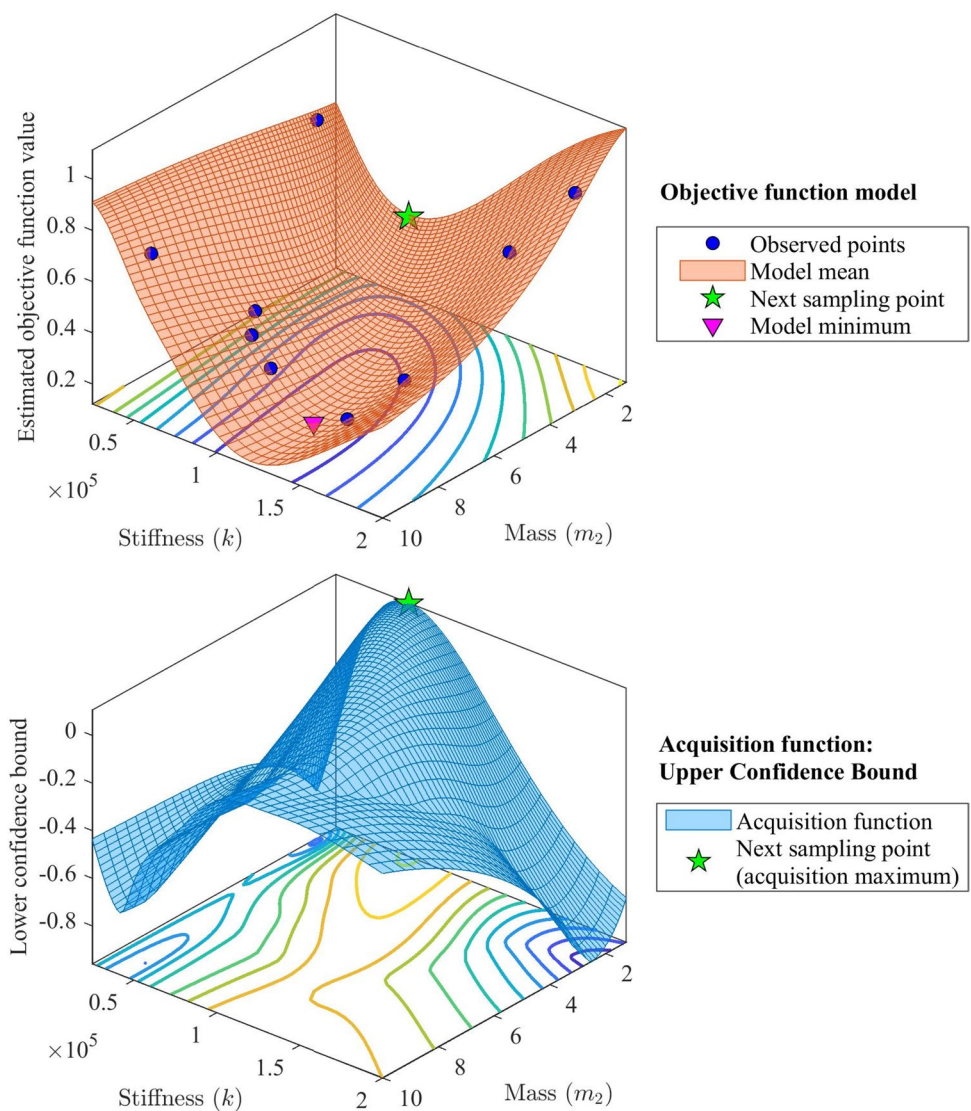 Estimated objective function value
1
0.8
0.6
0.4
0.2
0.5
1
1.5
2
×10⁵
Stiffness (k)
10
8
6
4
2
Mass (m₂)
Objective function model
Observed points
Model mean
Next sampling point
Model minimum
Lower confidence bound
0
-0.2
-0.4
-0.6
-0.8
0.5
1
1.5
2
×10⁵
Stiffness (k)
10
8
6
4
2
Mass (m₂)
Acquisition function:
Upper Confidence Bound
Acquisition function
Next sampling point
(acquisition maximum)